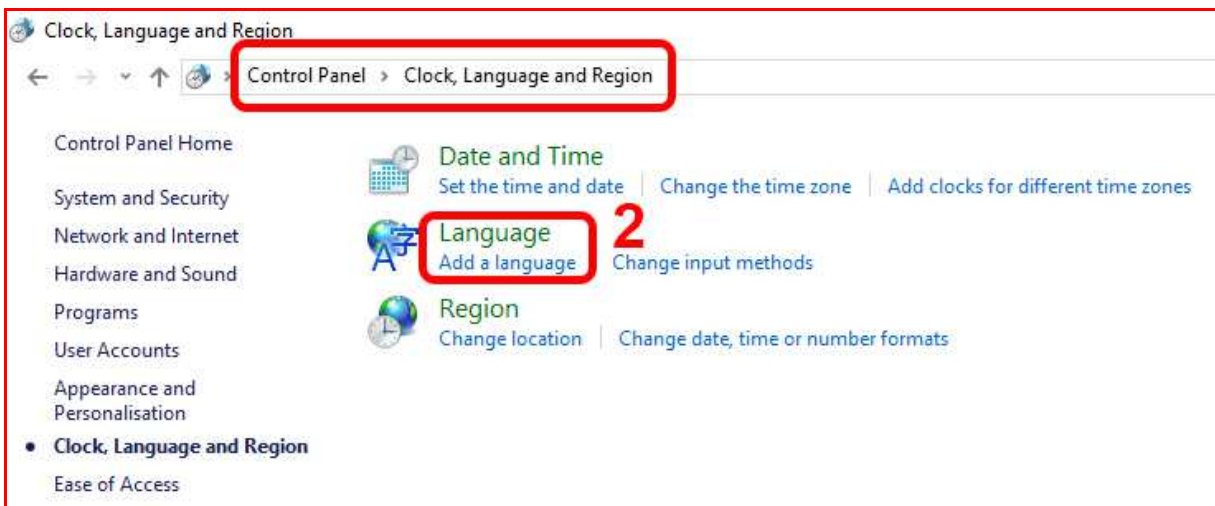 Clock, Language and Region
Control Panel > Clock, Language and Region
Control Panel Home
System and Security
Network and Internet
Hardware and Sound
Programs
User Accounts
Appearance and
Personalisation
• Clock, Language and Region
Ease of Access
Date and Time
Set the time and date | Change the time zone | Add clocks for different time zones
Language 2
Add a language Change input methods
Region
Change location | Change date, time or number formats